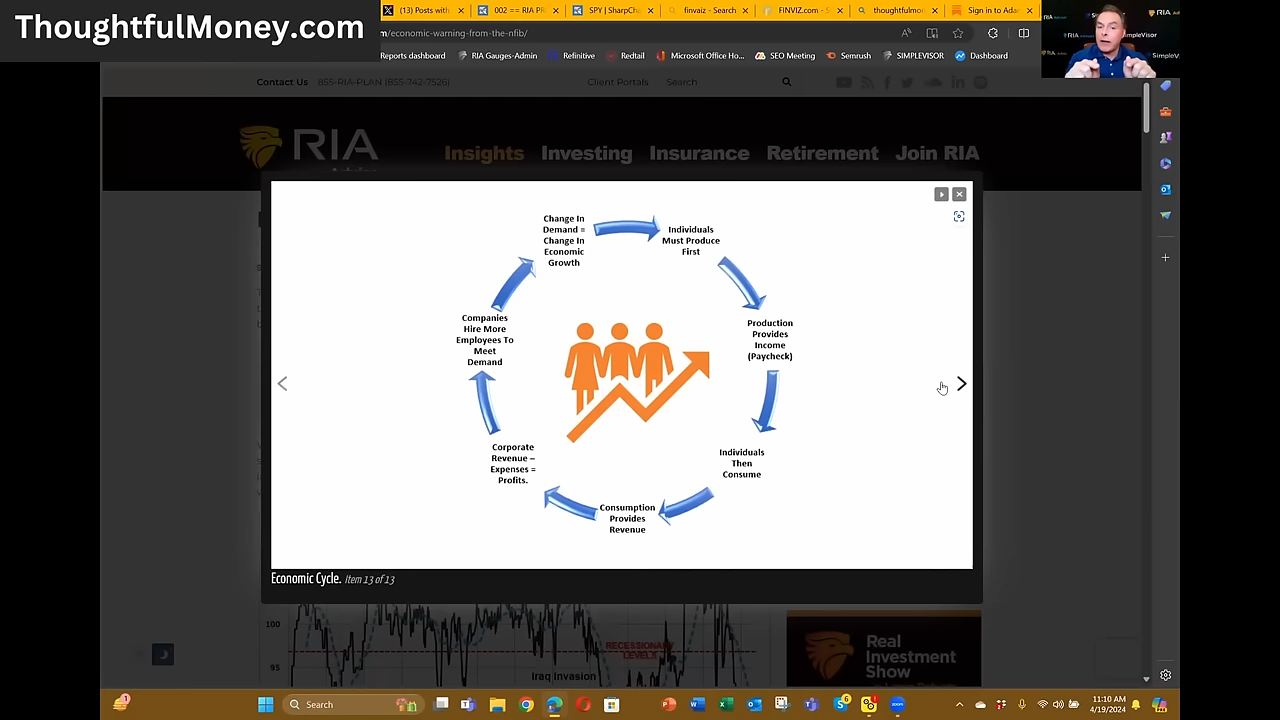 ThoughtfulMoney.com
(13) Posts with
002 == RIA PR
SPY | SharpCha
finvaiz - Search
FINVIZ.com - S
thoughtfulmo
Sign in to Ada
m/economic-warning-from-the-nfib/
Reports dashboard
RIA Gauges-Admin
Refinitive
Redtail
Microsoft Office Ho...
SEO Meeting
Semrush
SIMPLEVISOR
Dashboard
Contact Us 855-RIA-PLAN (855-742-7526)
Client Portals
Search
RIA
Insights Investing Insurance Retirement Join RIA
Change In
Demand =
Change In
Economic
Growth
Individuals
Must Produce
First
Production
Provides
Income
(Paycheck)
Individuals
Then
Consume
Consumption
Provides
Revenue
Corporate
Revenue –
Expenses =
Profits.
Companies
Hire More
Employees To
Meet
Demand
Economic Cycle. Item 13 of 13
100
95
RECESSIONARY
LEVELS
Iraq Invasion
Real
Investment
Show
Search
11:10 AM
4/19/2024